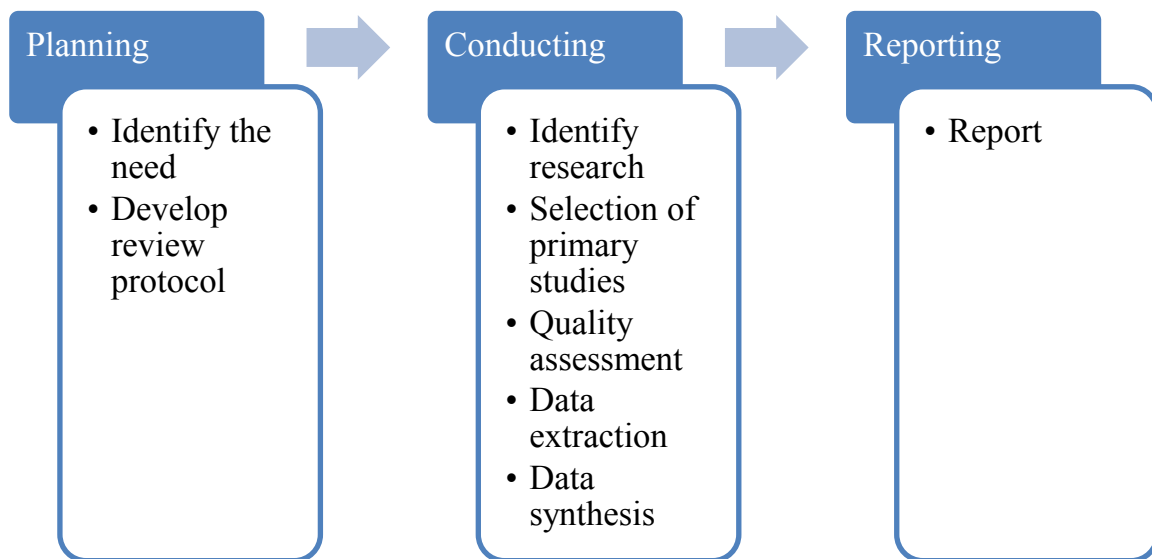 Planning
• Identify the
need
• Develop
review
protocol
Conducting
• Identify
research
• Selection of
primary
studies
• Quality
assessment
• Data
extraction
• Data
synthesis
Reporting
• Report